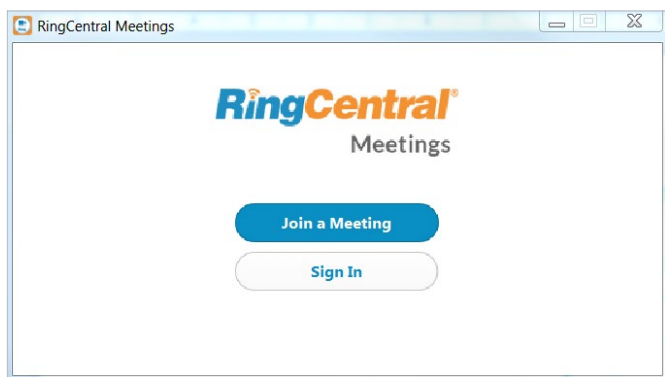 RingCentral Meetings
RingCentral®
Meetings
Join a Meeting
Sign In